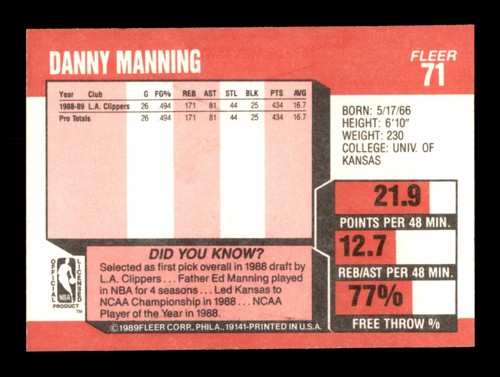 DANNY MANNING
FLEER
71
Year Club G FG% REB AST STL BLK PTS AVG
1988-89 L.A. Clippers 26 .494 171 81 44 25 434 16.7
Pro Totals 26 .494 171 81 44 25 434 16.7
BORN: 5/17/66
HEIGHT: 6'10"
WEIGHT: 230
COLLEGE: UNIV. OF
KANSAS
21.9
POINTS PER 48 MIN.
12.7
REB/AST PER 48 MIN.
77%
FREE THROW %
DID YOU KNOW?
Selected as first pick overall in 1988 draft by
L.A. Clippers... Father Ed Manning played
in NBA for 4 seasons... Led Kansas to
NCAA Championship in 1988... NCAA
Player of the Year in 1988.
OFFICIAL LICENSED
NBA
PRODUCT
TM
©1989 FLEER CORP., PHILA., 19141-PRINTED IN U.S.A.